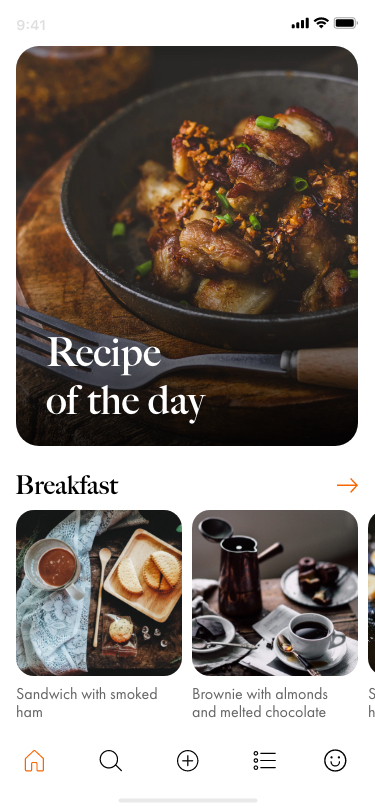 9:41
Recipe
of the day
Breakfast
Sandwich with smoked
ham
Brownie with almonds
and melted chocolate